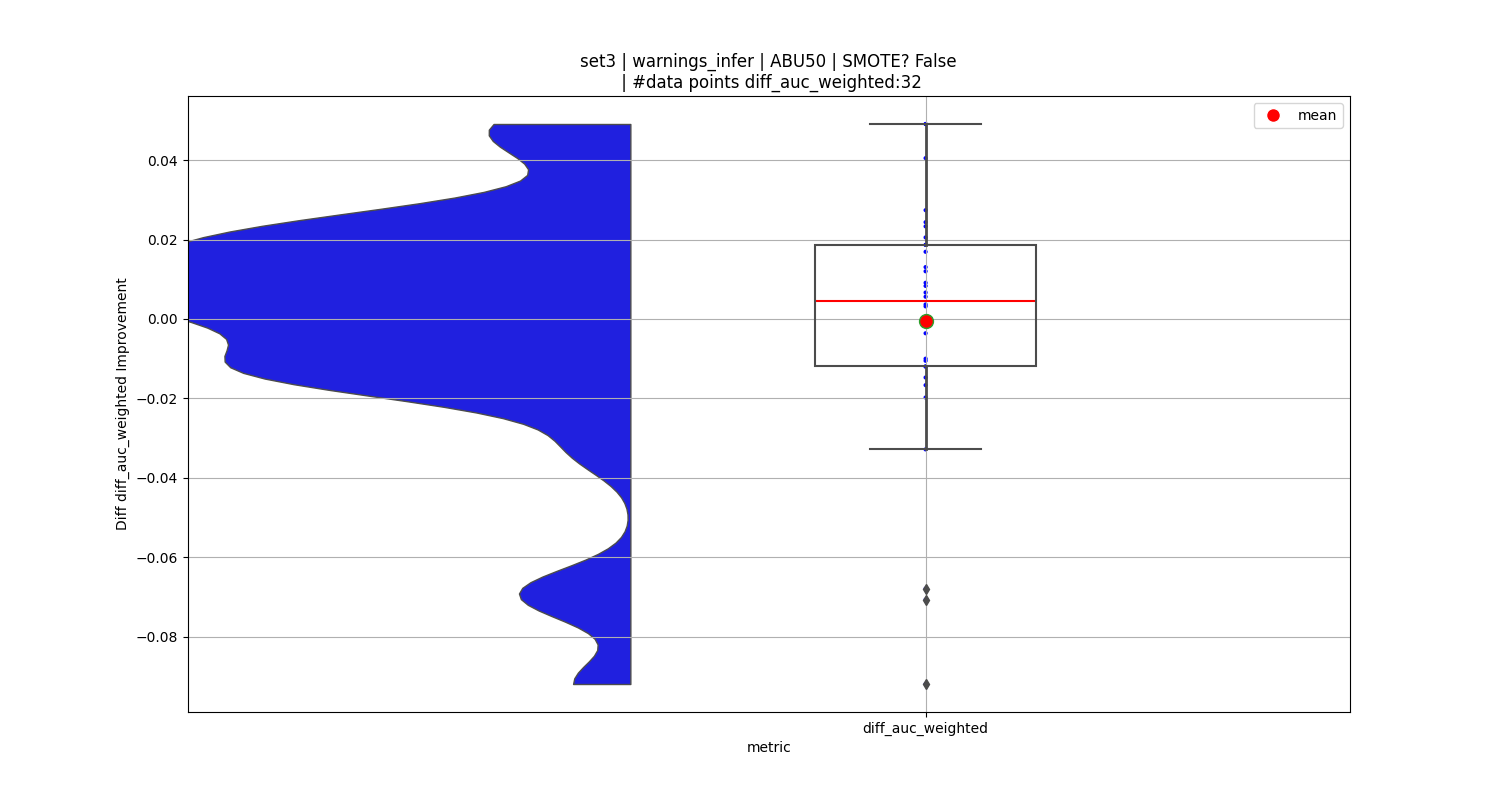 set3 | warnings_infer | ABU50 | SMOTE? False
| #data points diff_auc_weighted:32
mean
0.04
0.02
0.00
−0.02
−0.04
−0.06
−0.08
Diff diff_auc_weighted Improvement
diff_auc_weighted
metric